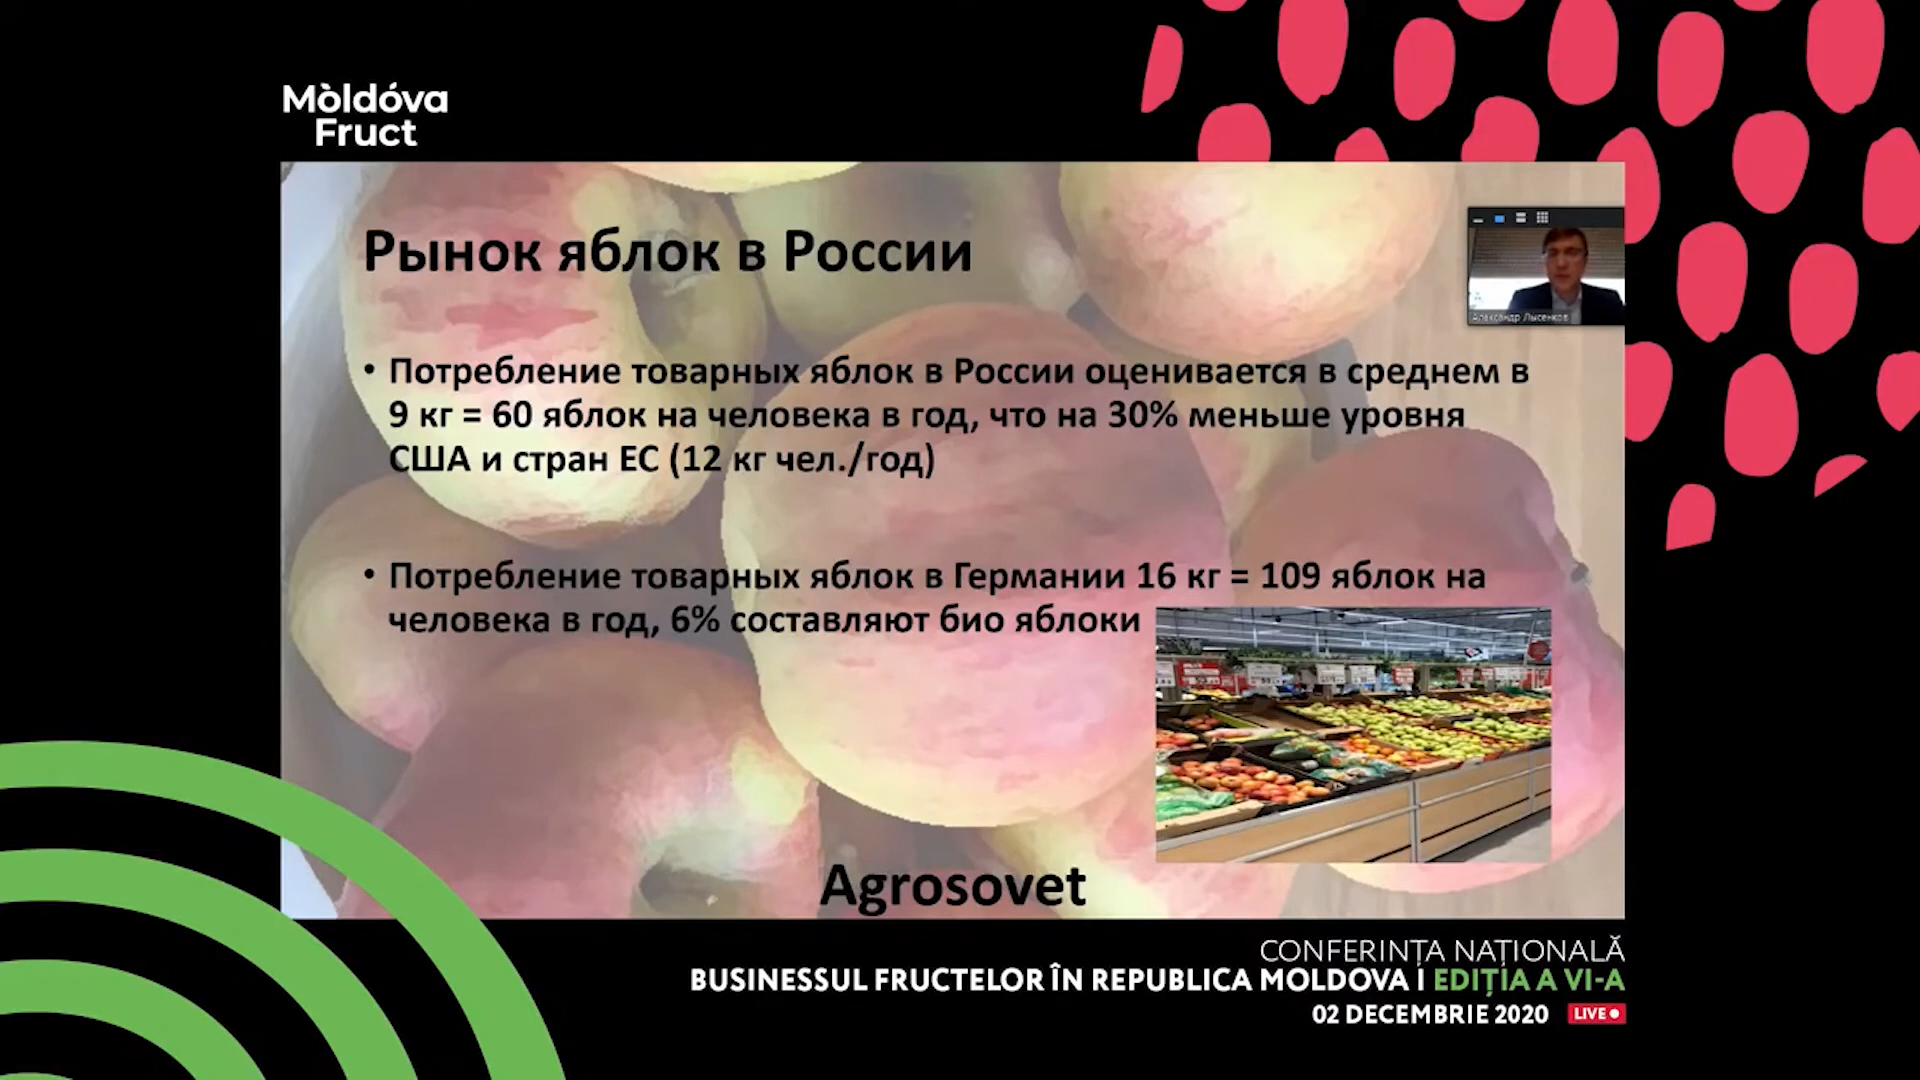 Mòldóva
Fruct
Рынок яблок в России
Александр Лысенков
• Потребление товарных яблок в России оценивается в среднем в
9 кг = 60 яблок на человека в год, что на 30% меньше уровня
США и стран ЕС (12 кг чел./год)
• Потребление товарных яблок в Германии 16 кг = 109 яблок на
человека в год, 6% составляют био яблоки
Agrosovet
CONFERINȚA NAȚIONALĂ
BUSINESSUL FRUCTELOR ÎN REPUBLICA MOLDOVA I EDIȚIA A VI-A
02 DECEMBRIE 2020 LIVE